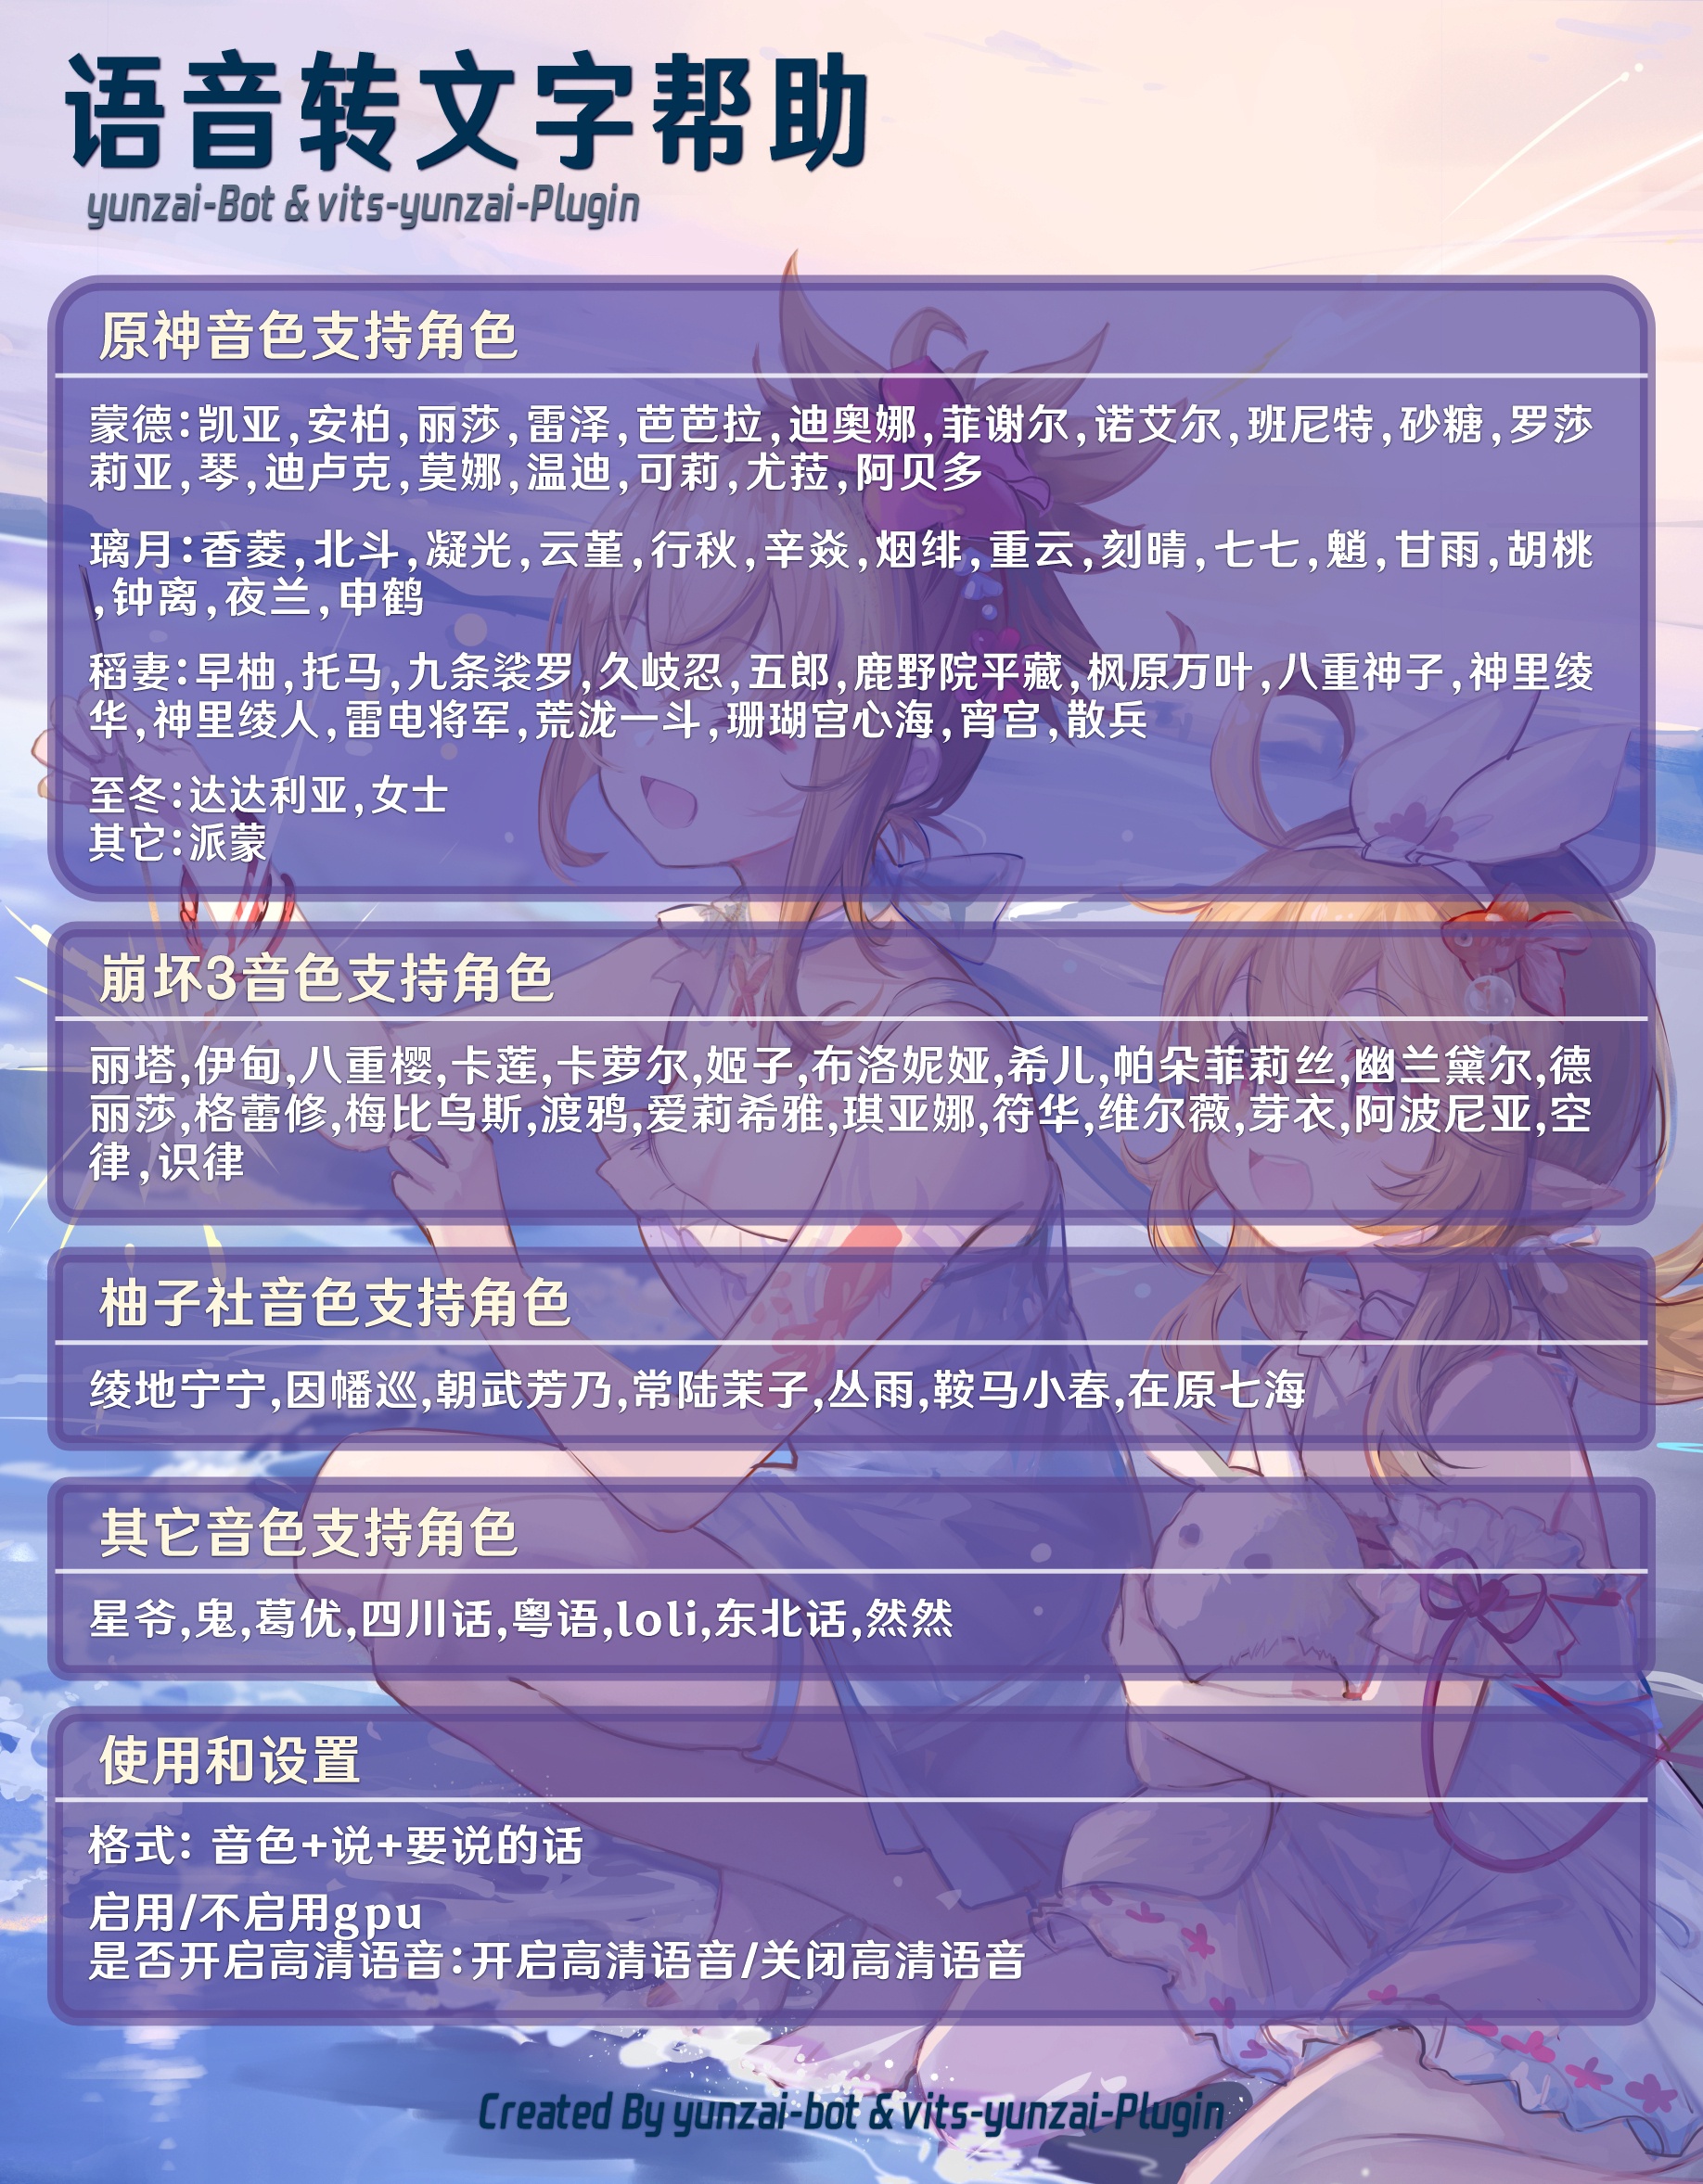 语音转文字帮助
yunzai-Bot & vits-yunzai-Plugin
原神音色支持角色
蒙德:凯亚,安柏,丽莎,雷泽,芭芭拉,迪奥娜,菲谢尔,诺艾尔,班尼特,砂糖,罗莎
莉亚,琴,迪卢克,莫娜,温迪,可莉,尤菈,阿贝多
璃月:香菱,北斗,凝光,云堇,行秋,辛焱,烟绯,重云,刻晴,七七,魈,甘雨,胡桃
,钟离,夜兰,申鹤
稻妻:早柚,托马,九条裟罗,久岐忍,五郎,鹿野院平藏,枫原万叶,八重神子,神里绫
华,神里绫人,雷电将军,荒泷一斗,珊瑚宫心海,宵宫,散兵
至冬:达达利亚,女士
其它:派蒙
崩坏3音色支持角色
丽塔,伊甸,八重樱,卡莲,卡萝尔,姬子,布洛妮娅,希儿,帕朵菲莉丝,幽兰黛尔,德
丽莎,格蕾修,梅比乌斯,渡鸦,爱莉希雅,琪亚娜,符华,维尔薇,芽衣,阿波尼亚,空
律,识律
柚子社音色支持角色
绫地宁宁,因幡巡,朝武芳乃,常陆茉子,丛雨,鞍马小春,在原七海
其它音色支持角色
星爷,鬼,葛优,四川话,粤语,loli,东北话,然然
使用和设置
格式: 音色+说+要说的话
启用/不启用gpu
是否开启高清语音:开启高清语音/关闭高清语音
Created By yunzai-bot & vits-yunzai-Plugin